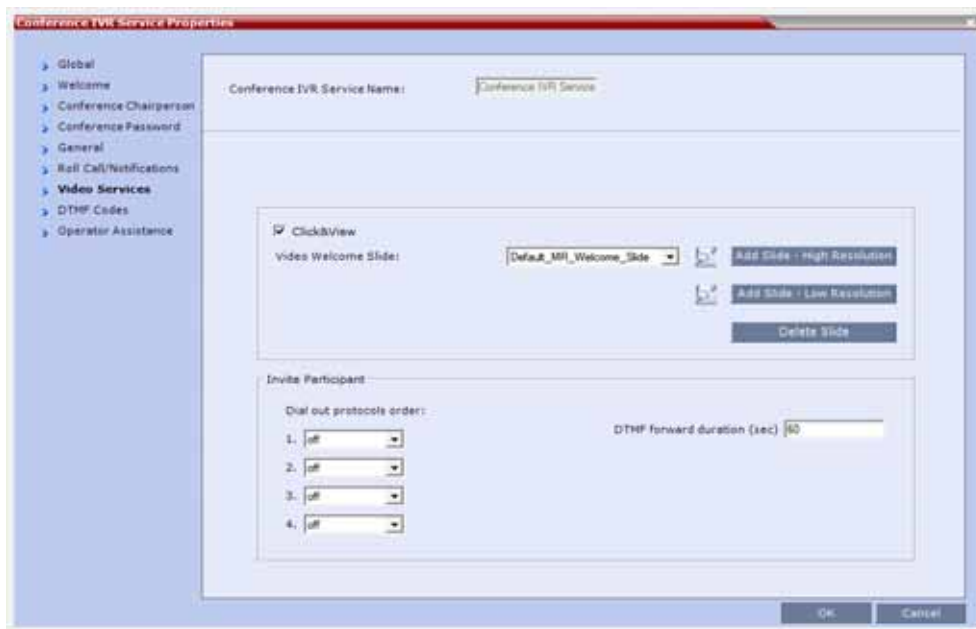 Conference IVR Service Properties
Global
Welcome
Conference Chairperson
Conference Password
General
Roll Call/Notifications
Video Services
DTMF Codes
Operator Assistance
Conference IVR Service Name: Conference IVR Service
Click&View
Video Welcome Slide: Default_MR_Welcome_Slide Add Slide - High Resolution
Add Slide - Low Resolution
Delete Slide
Invite Participant
Dial out protocols order:
DTMF forward duration (sec) 60
1. off
2. off
3. off
4. off
OK Cancel